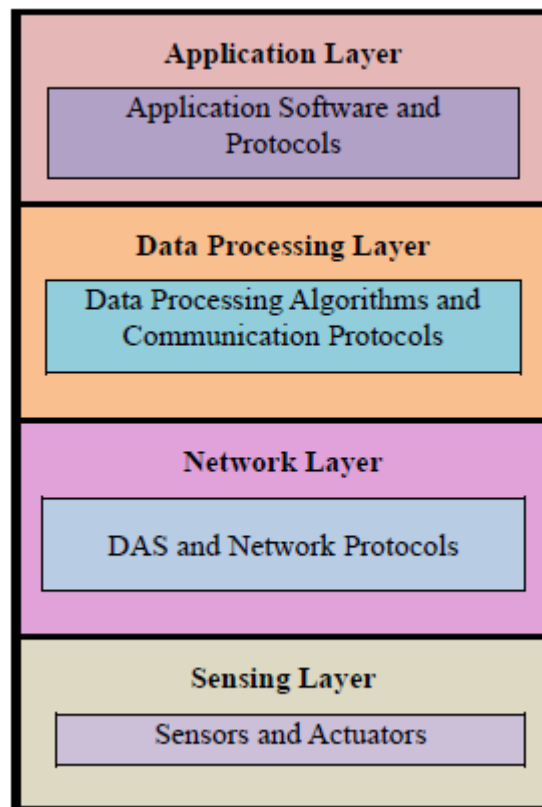 Application Layer
Application Software and
Protocols
Data Processing Layer
Data Processing Algorithms and
Communication Protocols
Network Layer
DAS and Network Protocols
Sensing Layer
Sensors and Actuators